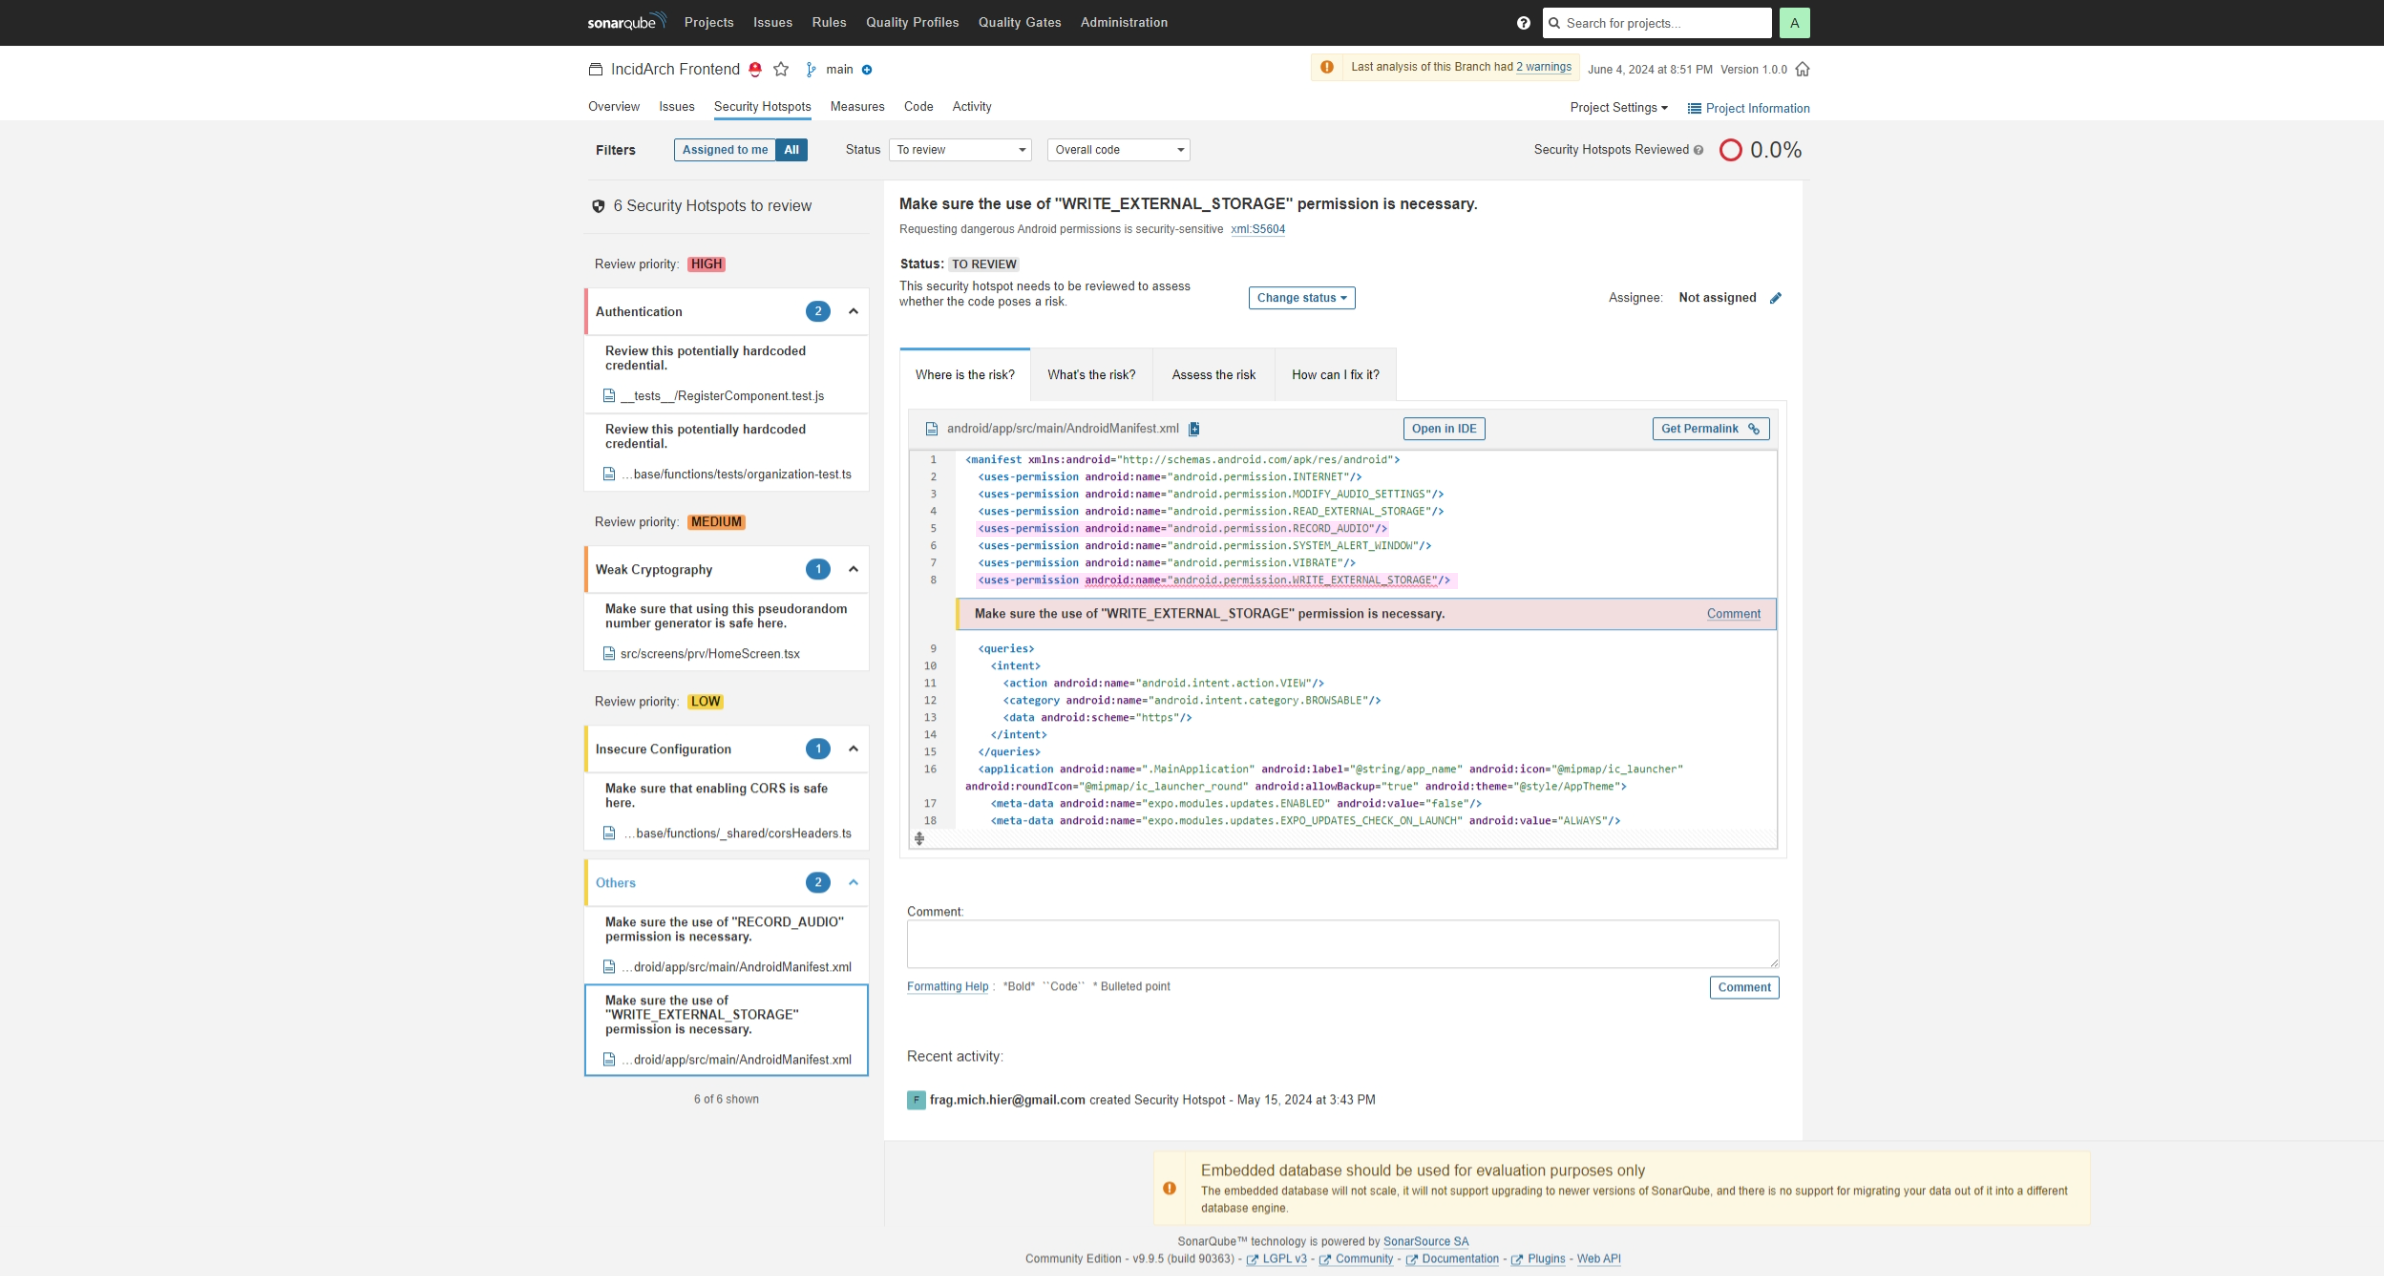 sonarqube Projects Issues Rules Quality Profiles Quality Gates Administration ? Search for projects... A
IncidArch Frontend main Last analysis of this Branch had 2 warnings June 4, 2024 at 8:51 PM Version 1.0.0
Overview Issues Security Hotspots Measures Code Activity Project Settings Project Information
Filters Assigned to me All Status To review Overall code Security Hotspots Reviewed ? 0.0%
6 Security Hotspots to review
Review priority: HIGH
Authentication 2
Review this potentially hardcoded
credential.
__tests__/RegisterComponent.test.js
Review this potentially hardcoded
credential.
...base/functions/tests/organization-test.ts
Review priority: MEDIUM
Weak Cryptography 1
Make sure that using this pseudorandom
number generator is safe here.
src/screens/prv/HomeScreen.tsx
Review priority: LOW
Insecure Configuration 1
Make sure that enabling CORS is safe
here.
...base/functions/_shared/corsHeaders.ts
Others 2
Make sure the use of "RECORD_AUDIO"
permission is necessary.
...droid/app/src/main/AndroidManifest.xml
Make sure the use of
"WRITE_EXTERNAL_STORAGE"
permission is necessary.
...droid/app/src/main/AndroidManifest.xml
6 of 6 shown
Make sure the use of "WRITE_EXTERNAL_STORAGE" permission is necessary.
Requesting dangerous Android permissions is security-sensitive xml:S5604
Status: TO REVIEW
This security hotspot needs to be reviewed to assess
whether the code poses a risk.
Change status
Assignee: Not assigned
Where is the risk? What's the risk? Assess the risk How can I fix it?
android/app/src/main/AndroidManifest.xml Open in IDE Get Permalink
1 <manifest xmlns:android="http://schemas.android.com/apk/res/android">
2 <uses-permission android:name="android.permission.INTERNET"/>
3 <uses-permission android:name="android.permission.MODIFY_AUDIO_SETTINGS"/>
4 <uses-permission android:name="android.permission.READ_EXTERNAL_STORAGE"/>
5 <uses-permission android:name="android.permission.RECORD_AUDIO"/>
6 <uses-permission android:name="android.permission.SYSTEM_ALERT_WINDOW"/>
7 <uses-permission android:name="android.permission.VIBRATE"/>
8 <uses-permission android:name="android.permission.WRITE_EXTERNAL_STORAGE"/>
Make sure the use of "WRITE_EXTERNAL_STORAGE" permission is necessary. Comment
9 <queries>
10 <intent>
11 <action android:name="android.intent.action.VIEW"/>
12 <category android:name="android.intent.category.BROWSABLE"/>
13 <data android:scheme="https"/>
14 </intent>
15 </queries>
16 <application android:name=".MainApplication" android:label="@string/app_name" android:icon="@mipmap/ic_launcher"
android:roundIcon="@mipmap/ic_launcher_round" android:allowBackup="true" android:theme="@style/AppTheme">
17 <meta-data android:name="expo.modules.updates.ENABLED" android:value="false"/>
18 <meta-data android:name="expo.modules.updates.EXPO_UPDATES_CHECK_ON_LAUNCH" android:value="ALWAYS"/>
Comment:
Formatting Help : *Bold* ``Code`` * Bulleted point
Comment
Recent activity:
F frag.mich.hier@gmail.com created Security Hotspot - May 15, 2024 at 3:43 PM
Embedded database should be used for evaluation purposes only
The embedded database will not scale, it will not support upgrading to newer versions of SonarQube, and there is no support for migrating your data out of it into a different
database engine.
SonarQube™ technology is powered by SonarSource SA
Community Edition - v9.9.5 (build 90363) - LGPL v3 - Community - Documentation - Plugins - Web API